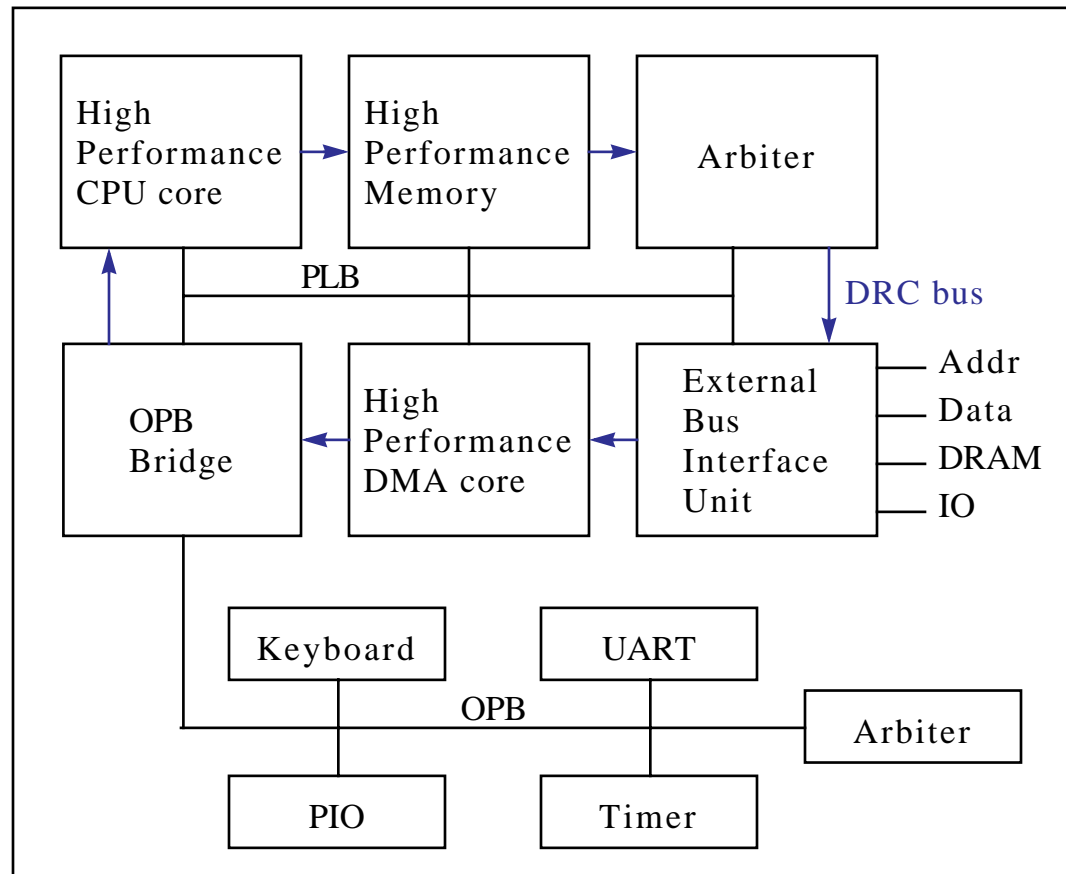 High
Performance
CPU core
High
Performance
Memory
Arbiter
PLB
DRC bus
OPB
Bridge
High
Performance
DMA core
External
Bus
Interface
Unit
Addr
Data
DRAM
IO
Keyboard
UART
OPB
Arbiter
PIO
Timer